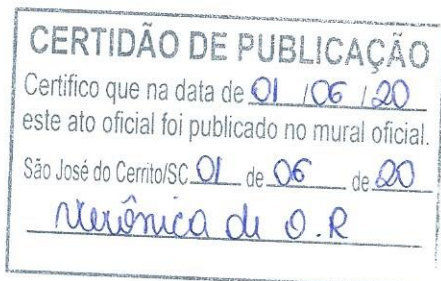 CERTIDÃO DE PUBLICAÇÃO
Certifico que na data de 01 / 06 / 20
este ato oficial foi publicado no mural oficial.
São José do Cerrito/SC 01 de 06 de 20
Verônica de O.R